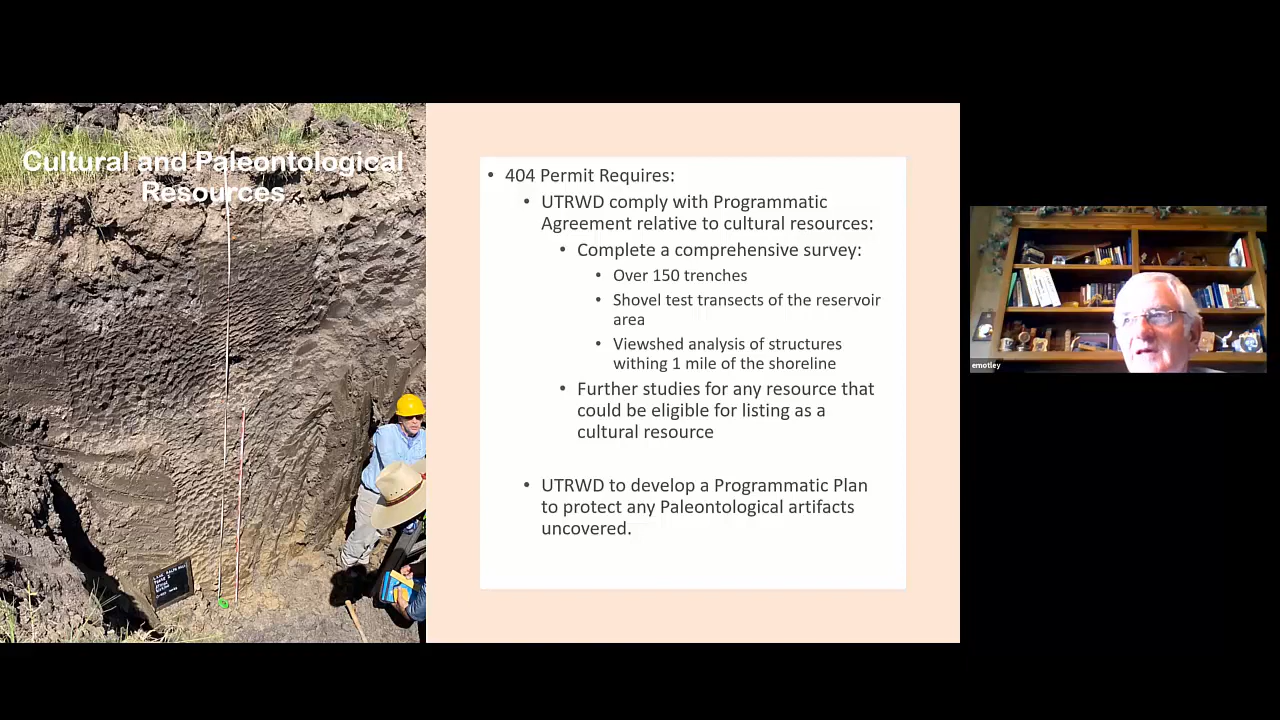 Cultural and Paleontological
Resources
• 404 Permit Requires:
• UTRWD comply with Programmatic
Agreement relative to cultural resources:
• Complete a comprehensive survey:
• Over 150 trenches
• Shovel test transects of the reservoir
area
• Viewshed analysis of structures
withing 1 mile of the shoreline
• Further studies for any resource that
could be eligible for listing as a
cultural resource
• UTRWD to develop a Programmatic Plan
to protect any Paleontological artifacts
uncovered.
emotley